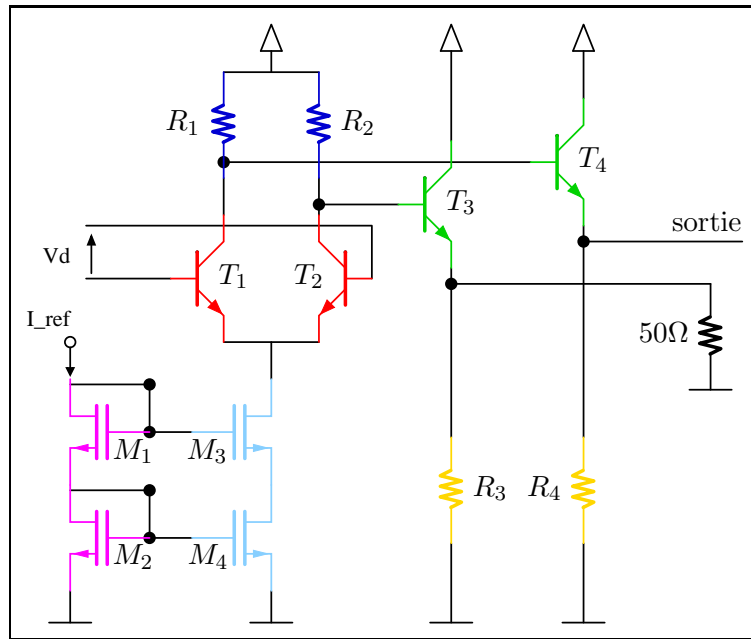 R1 R2
T4
T3
sortie
Vd
T1 T2
I_ref
50Ω
M1 M3
R3 R4
M2 M4